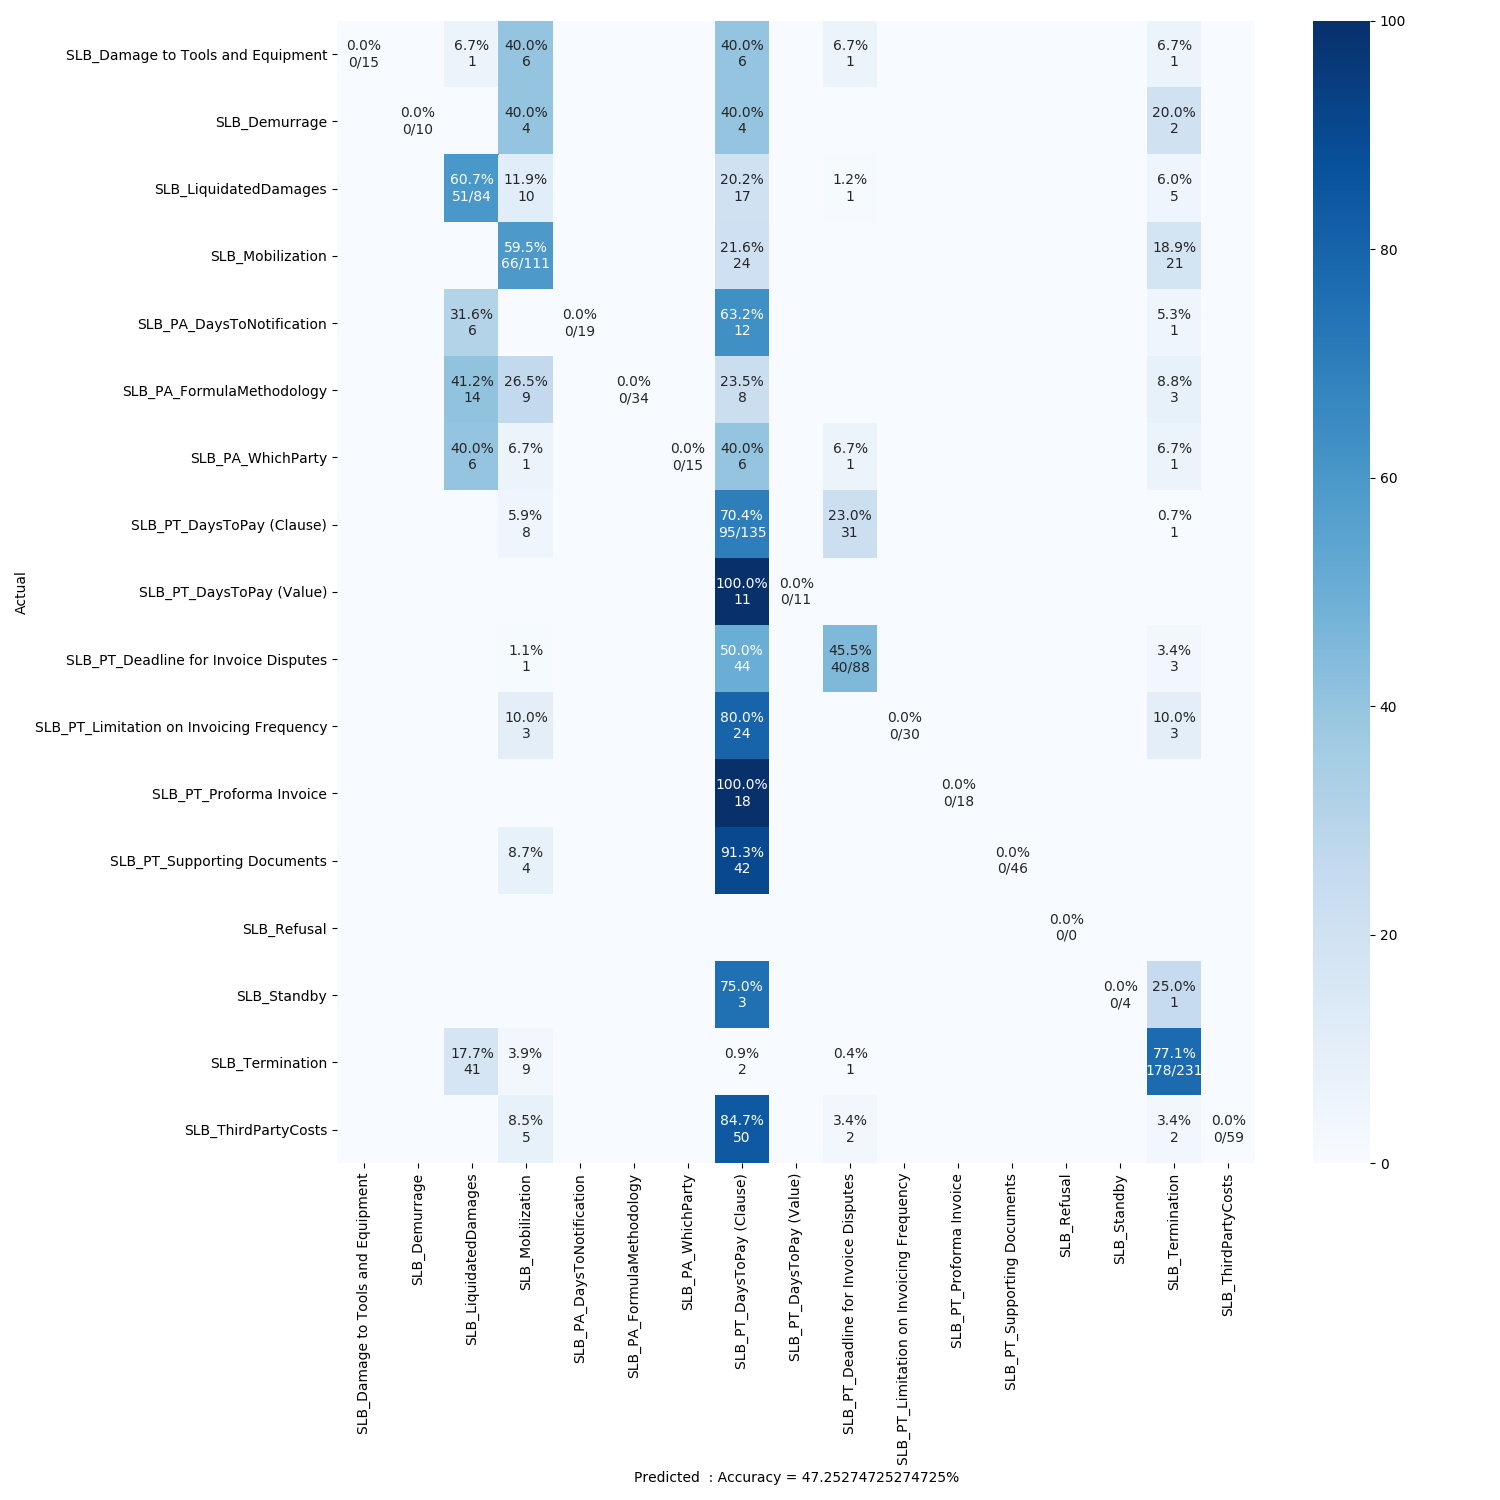 SLB_Damage to Tools and Equipment
0.0% 6.7% 40.0% 40.0% 6.7% 6.7%
0/15 1 6 6 1 1
SLB_Demurrage
0.0% 40.0% 40.0% 20.0%
0/10 4 4 2
SLB_LiquidatedDamages
60.7% 11.9% 20.2% 1.2% 6.0%
51/84 10 17 1 5
SLB_Mobilization
59.5% 21.6% 18.9%
66/111 24 21
SLB_PA_DaysToNotification
31.6% 0.0% 63.2% 5.3%
6 0/19 12 1
SLB_PA_FormulaMethodology
41.2% 26.5% 0.0% 23.5% 8.8%
14 9 0/34 8 3
SLB_PA_WhichParty
40.0% 6.7% 0.0% 40.0% 6.7% 6.7%
6 1 0/15 6 1 1
SLB_PT_DaysToPay (Clause)
5.9% 70.4% 23.0% 0.7%
8 95/135 31 1
SLB_PT_DaysToPay (Value)
100.0% 0.0%
11 0/11
SLB_PT_Deadline for Invoice Disputes
1.1% 50.0% 45.5% 3.4%
1 44 40/88 3
SLB_PT_Limitation on Invoicing Frequency
10.0% 80.0% 0.0% 10.0%
3 24 0/30 3
SLB_PT_Proforma Invoice
100.0% 0.0%
18 0/18
SLB_PT_Supporting Documents
8.7% 91.3% 0.0%
4 42 0/46
SLB_Refusal
0.0%
0/0
SLB_Standby
75.0% 0.0% 25.0%
3 0/4 1
SLB_Termination
17.7% 3.9% 0.9% 0.4% 77.1%
41 9 2 1 178/231
SLB_ThirdPartyCosts
8.5% 84.7% 3.4% 3.4% 0.0%
5 50 2 2 0/59
Actual
SLB_Damage to Tools and Equipment
SLB_Demurrage
SLB_LiquidatedDamages
SLB_Mobilization
SLB_PA_DaysToNotification
SLB_PA_FormulaMethodology
SLB_PA_WhichParty
SLB_PT_DaysToPay (Clause)
SLB_PT_DaysToPay (Value)
SLB_PT_Deadline for Invoice Disputes
SLB_PT_Limitation on Invoicing Frequency
SLB_PT_Proforma Invoice
SLB_PT_Supporting Documents
SLB_Refusal
SLB_Standby
SLB_Termination
SLB_ThirdPartyCosts
Predicted : Accuracy = 47.25274725274725%
100
80
60
40
20
0